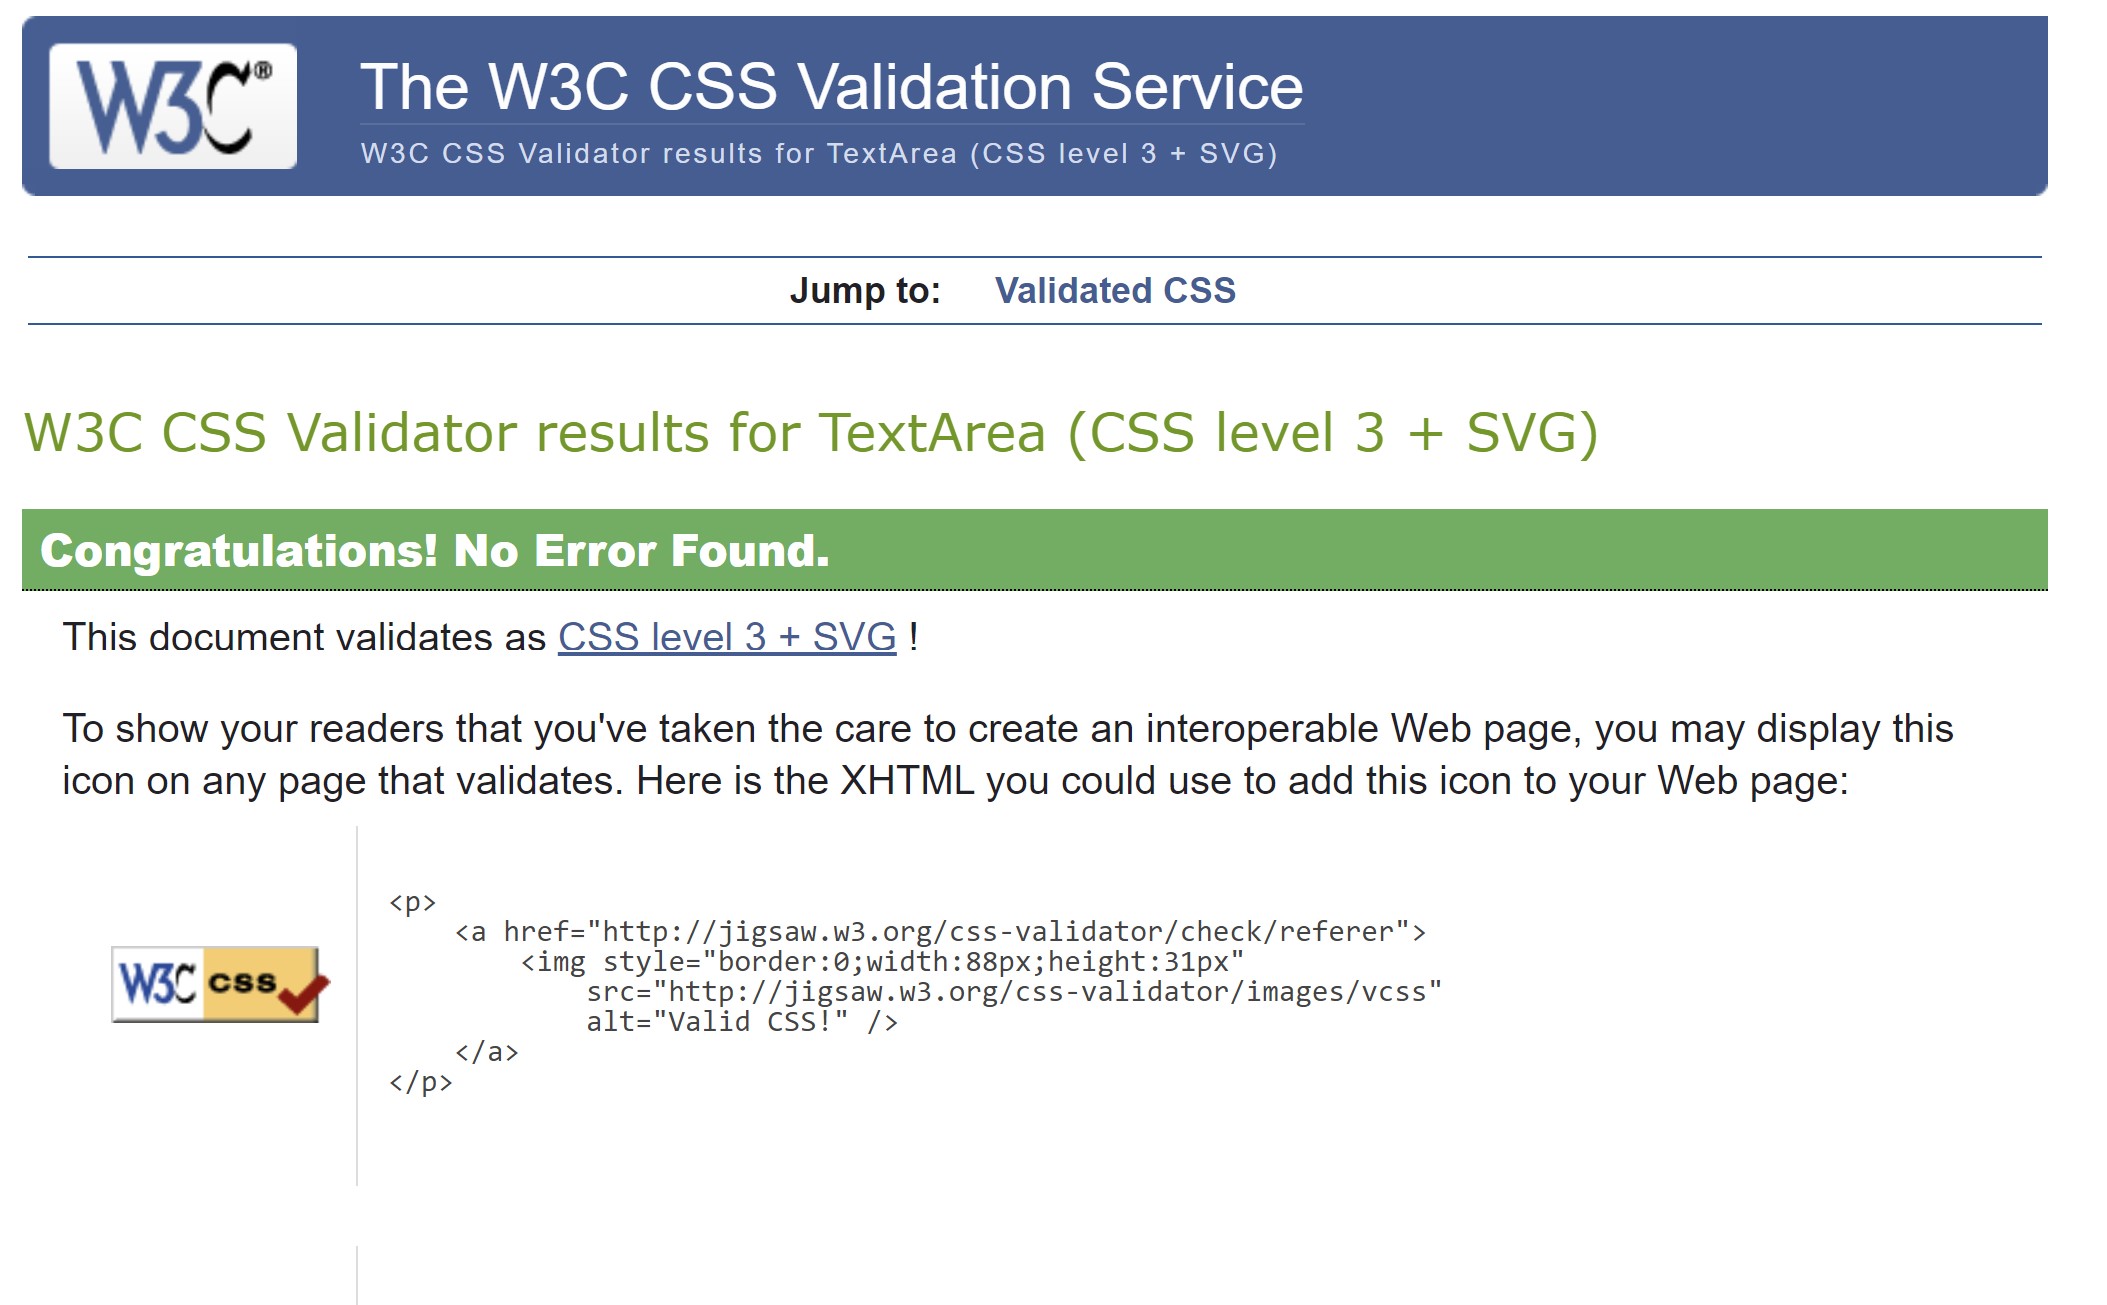 W3C®
The W3C CSS Validation Service
W3C CSS Validator results for TextArea (CSS level 3 + SVG)
Jump to: Validated CSS
W3C CSS Validator results for TextArea (CSS level 3 + SVG)
Congratulations! No Error Found.
This document validates as CSS level 3 + SVG !
To show your readers that you've taken the care to create an interoperable Web page, you may display this
icon on any page that validates. Here is the XHTML you could use to add this icon to your Web page:
W3C css
<p>
    <a href="http://jigsaw.w3.org/css-validator/check/referer">
        <img style="border:0;width:88px;height:31px"
            src="http://jigsaw.w3.org/css-validator/images/vcss"
            alt="Valid CSS!" />
    </a>
</p>